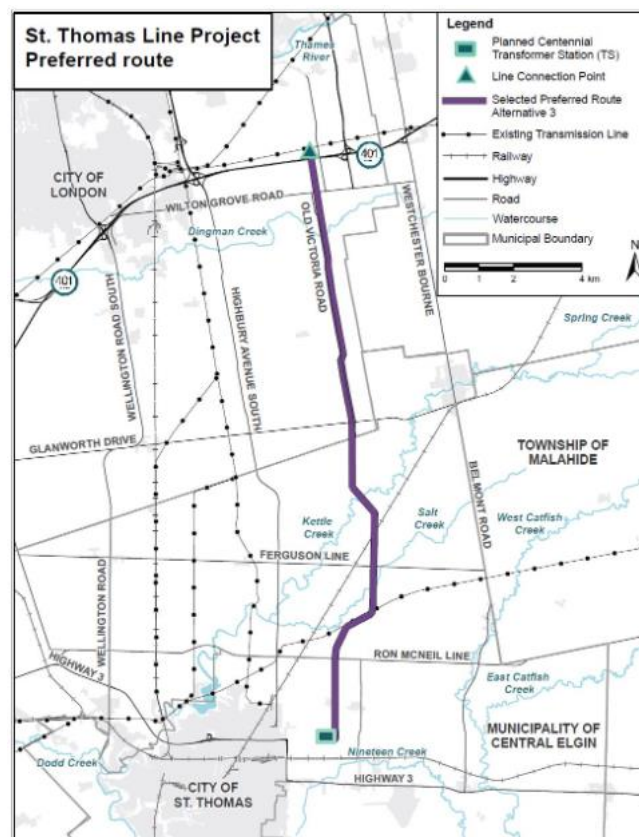 St. Thomas Line Project
Preferred route
Legend
Planned Centennial
Transformer Station (TS)
Line Connection Point
Selected Preferred Route
Alternative 3
Existing Transmission Line
Railway
Highway
Road
Watercourse
Municipal Boundary
0 1 2 4 km
N
Thames
River
401
CITY OF
LONDON
WILTON GROVE ROAD
Dingman Creek
OLD VICTORIA ROAD
WESTCHESTER BOURNE
401
WELLINGTON ROAD SOUTH
HIGHBURY AVENUE SOUTH
Spring Creek
GLANWORTH DRIVE
TOWNSHIP OF
MALAHIDE
BELMONT ROAD
Kettle
Creek
Salt
Creek
West Catfish
Creek
FERGUSON LINE
WELLINGTON ROAD
HIGHWAY 3
RON MCNEIL LINE
East Catfish
Creek
MUNICIPALITY OF
CENTRAL ELGIN
Dodd Creek
Nineteen Creek
CITY OF
ST. THOMAS
HIGHWAY 3